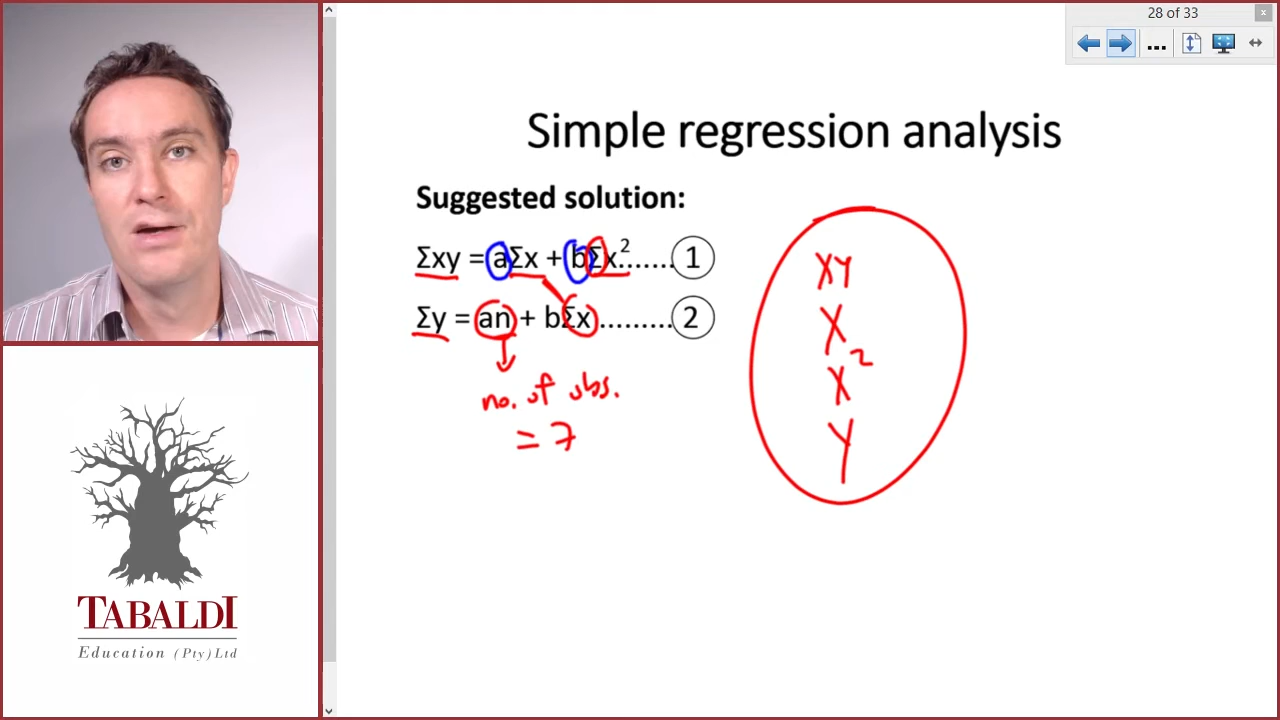 28 of 33
Simple regression analysis
Suggested solution:
Σxy = aΣx + bΣx².......1
Σy = an + bΣx.........2
no. of obs.
= 7
XY
X
X²
Y
TABALDI
Education (Pty) Ltd